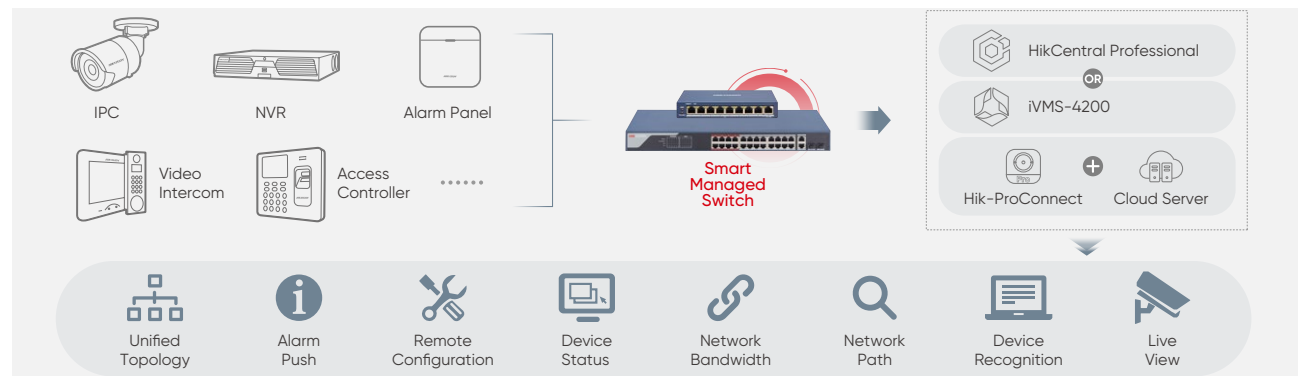 IPC
NVR
Alarm Panel
Video
Intercom
Access
Controller
Smart
Managed
Switch
HikCentral Professional
OR
iVMS-4200
Pro
Hik-ProConnect
Cloud Server
Unified
Topology
Alarm
Push
Remote
Configuration
Device
Status
Network
Bandwidth
Network
Path
Device
Recognition
Live
View